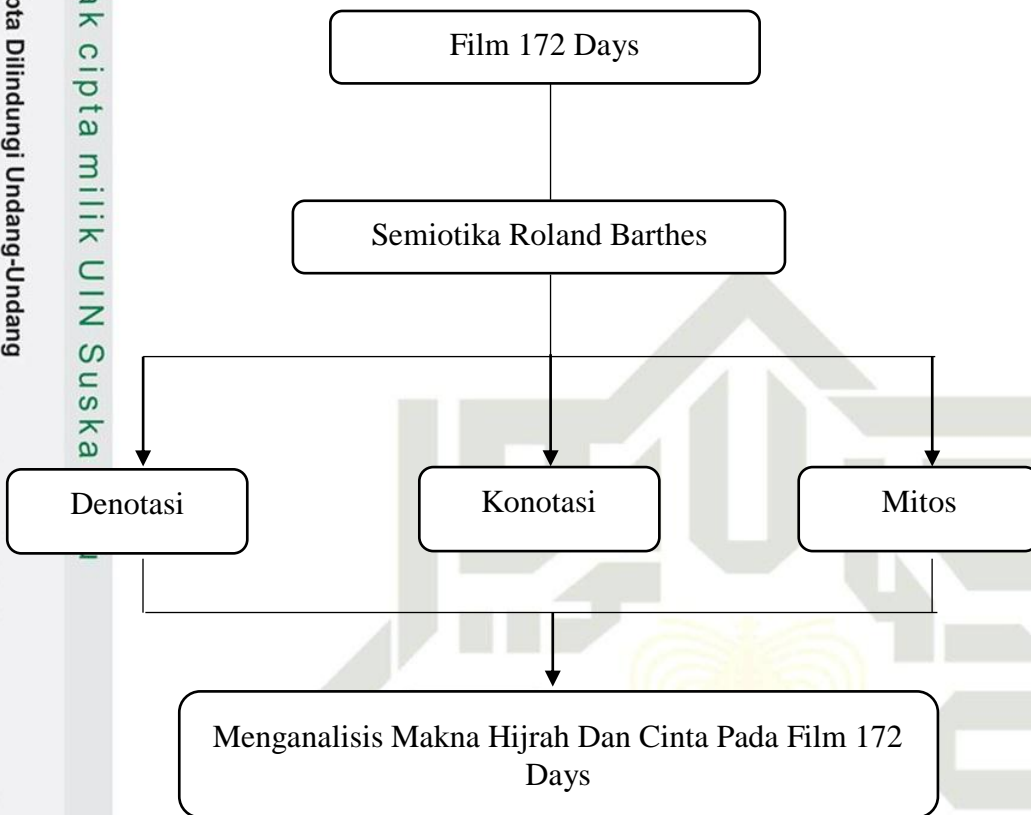 Film 172 Days
Semiotika Roland Barthes
Denotasi
Konotasi
Mitos
Menganalisis Makna Hijrah Dan Cinta Pada Film 172
Days
k cipta milik UIN Suska
pta Dilindungi Undang-Undang